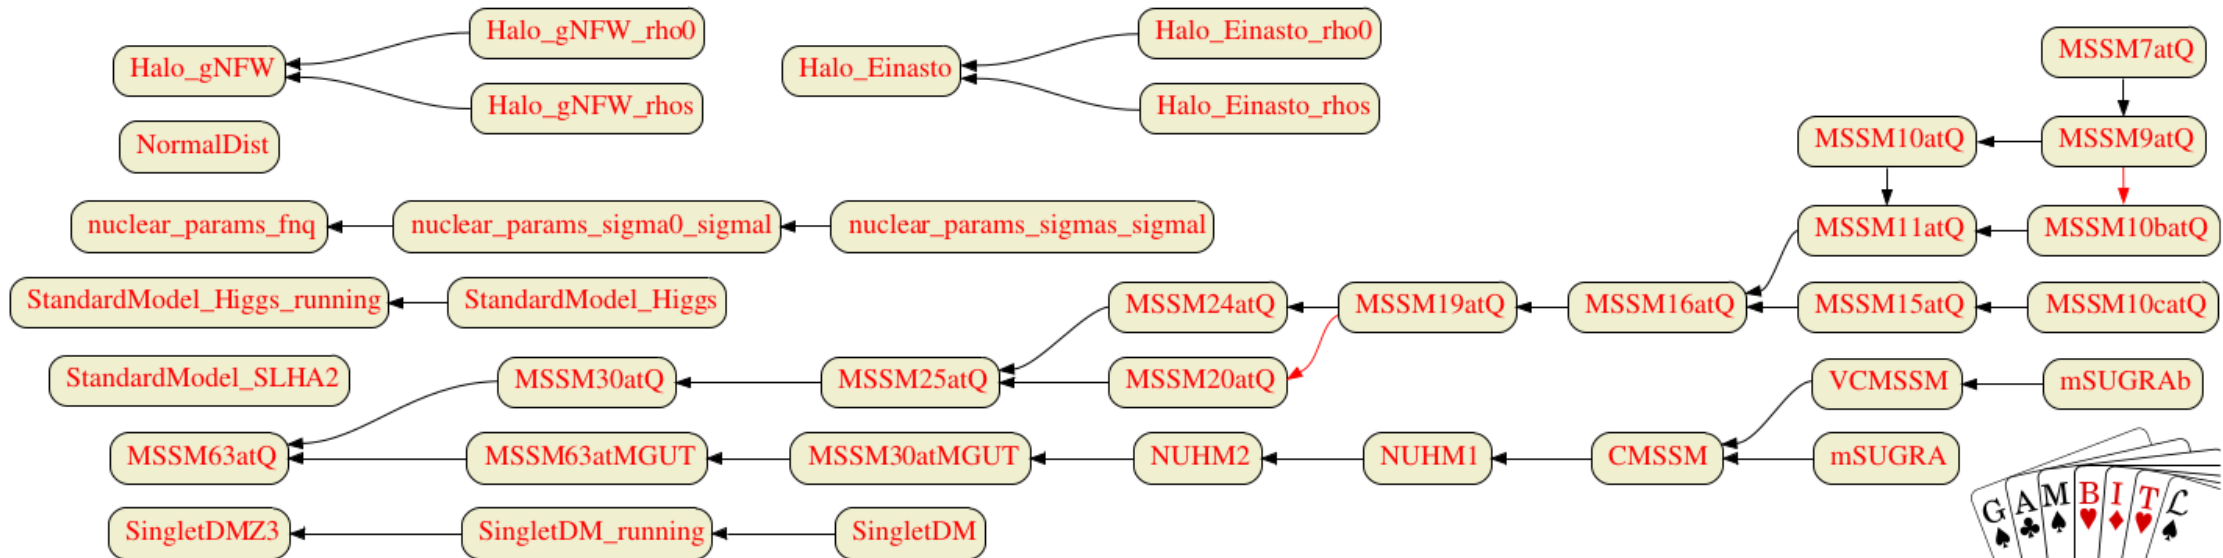 Halo_gNFW_rho0
Halo_Einasto_rho0
MSSM7atQ
Halo_gNFW
Halo_Einasto
Halo_gNFW_rhos
Halo_Einasto_rhos
NormalDist
MSSM10atQ
MSSM9atQ
nuclear_params_fnq
nuclear_params_sigma0_sigmal
nuclear_params_sigmas_sigmal
MSSM11atQ
MSSM10batQ
StandardModel_Higgs_running
StandardModel_Higgs
MSSM24atQ
MSSM19atQ
MSSM16atQ
MSSM15atQ
MSSM10catQ
StandardModel_SLHA2
MSSM30atQ
MSSM25atQ
MSSM20atQ
VCMSSM
mSUGRAb
MSSM63atQ
MSSM63atMGUT
MSSM30atMGUT
NUHM2
NUHM1
CMSSM
mSUGRA
SingletDMZ3
SingletDM_running
SingletDM
G A M B I T L